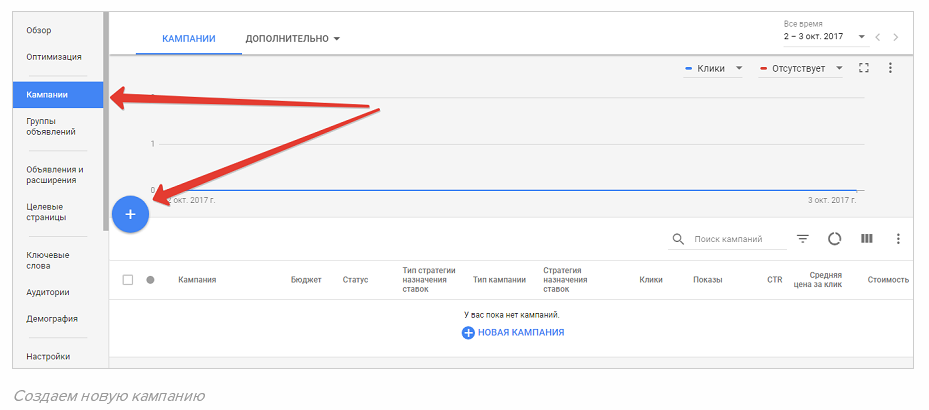 Обзор
Оптимизация
Кампании
Группы
объявлений
Объявления и
расширения
Целевые
страницы
Ключевые
слова
Аудитории
Демография
Настройки
КАМПАНИИ ДОПОЛНИТЕЛЬНО
Все время
2 – 3 окт. 2017
Клики Отсутствует
1
0
окт. 2017 г. 3 окт. 2017 г.
+
Поиск кампаний
Кампания Бюджет Статус Тип стратегии назначения ставок Тип кампании Стратегия назначения ставок Клики Показы CTR Средняя цена за клик Стоимость
У вас пока нет кампаний.
+ НОВАЯ КАМПАНИЯ
Создаем новую кампанию